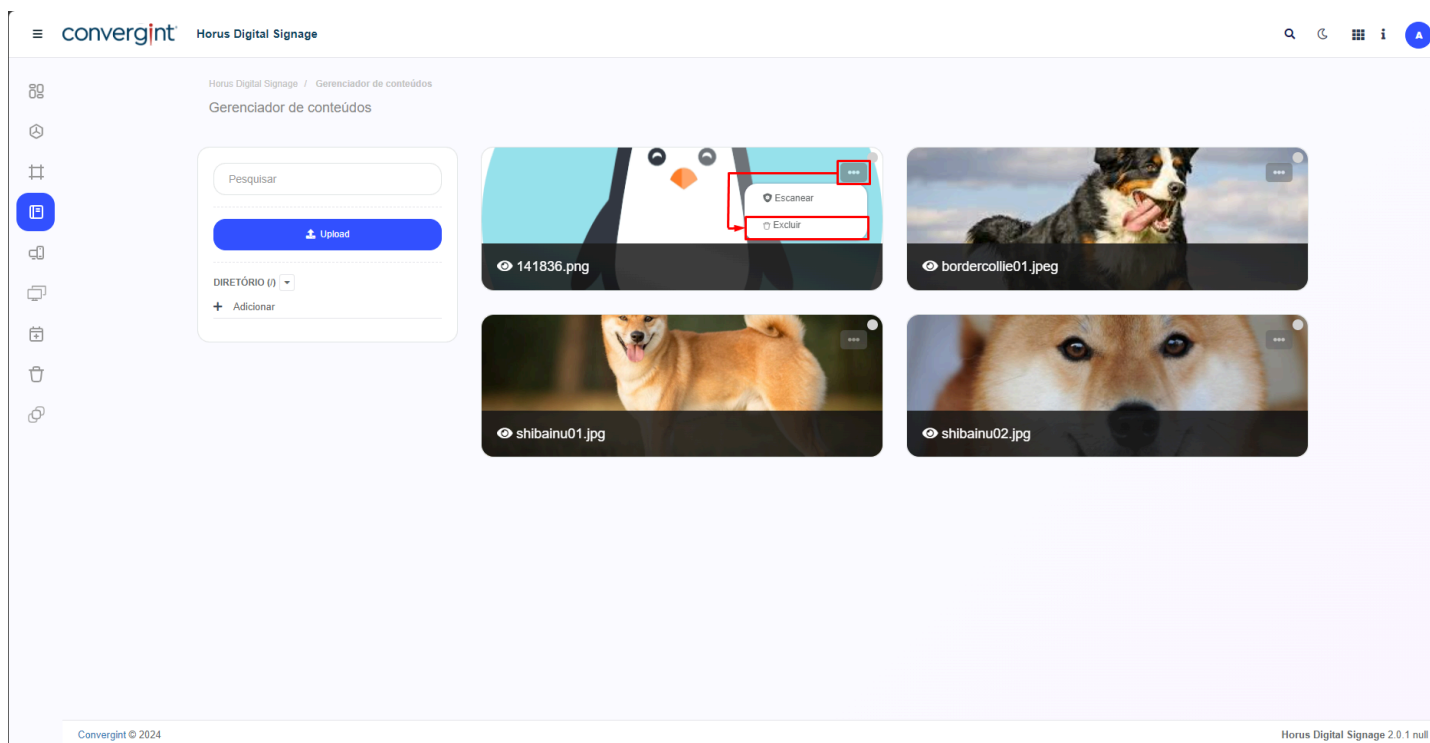 convergint Horus Digital Signage
i A
Horus Digital Signage / Gerenciador de conteúdos
Gerenciador de conteúdos
Pesquisar
Upload
DIRETÓRIO (/)
+ Adicionar
Escanear
Excluir
141836.png
bordercollie01.jpeg
shibainu01.jpg
shibainu02.jpg
Convergint © 2024
Horus Digital Signage 2.0.1 null